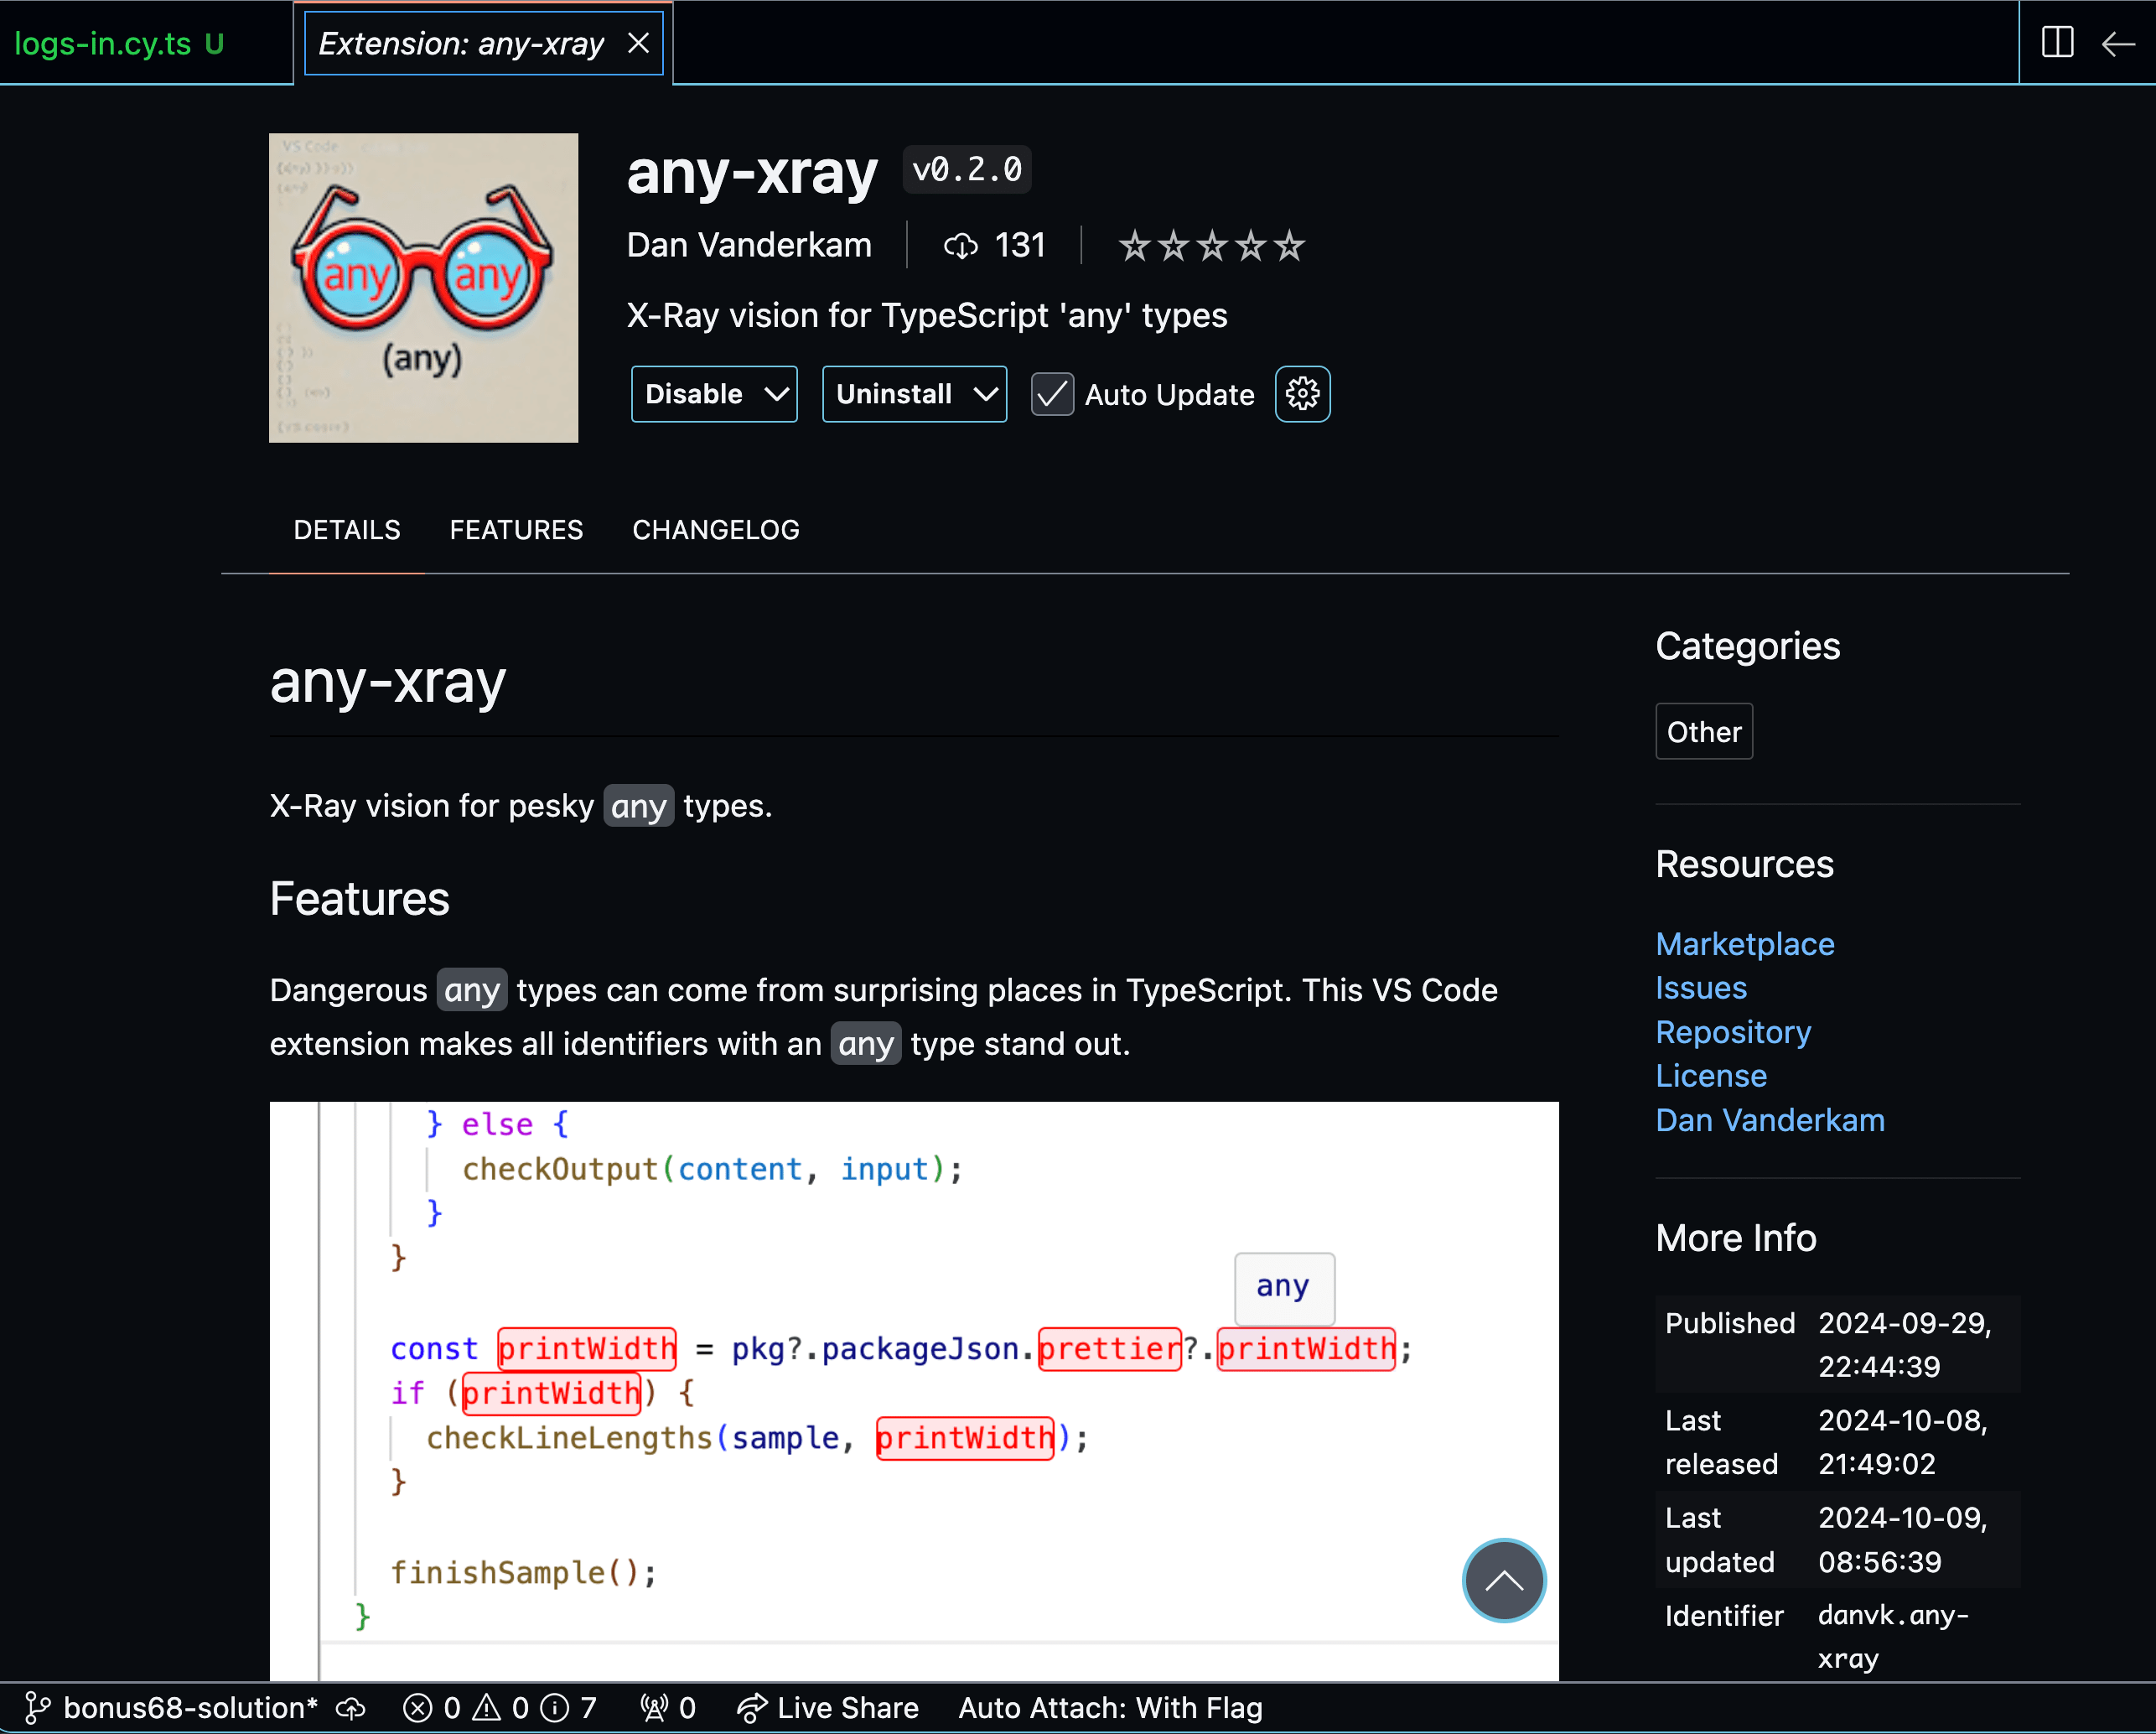 logs-in.cy.ts U
Extension: any-xray
VS Code
any any
(any)
any-xray v0.2.0
Dan Vanderkam 131
X-Ray vision for TypeScript 'any' types
Disable Uninstall Auto Update
DETAILS FEATURES CHANGELOG
any-xray
X-Ray vision for pesky any types.
Features
Dangerous any types can come from surprising places in TypeScript. This VS Code
extension makes all identifiers with an any type stand out.
} else {
checkOutput(content, input);
}
}
any
const printWidth = pkg?.packageJson.prettier?.printWidth;
if (printWidth) {
checkLineLengths(sample, printWidth);
}
finishSample();
}
Categories
Other
Resources
Marketplace
Issues
Repository
License
Dan Vanderkam
More Info
Published 2024-09-29,
22:44:39
Last 2024-10-08,
released 21:49:02
Last 2024-10-09,
updated 08:56:39
Identifier danvk.any-
xray
bonus68-solution* 0 0 7 0 Live Share Auto Attach: With Flag